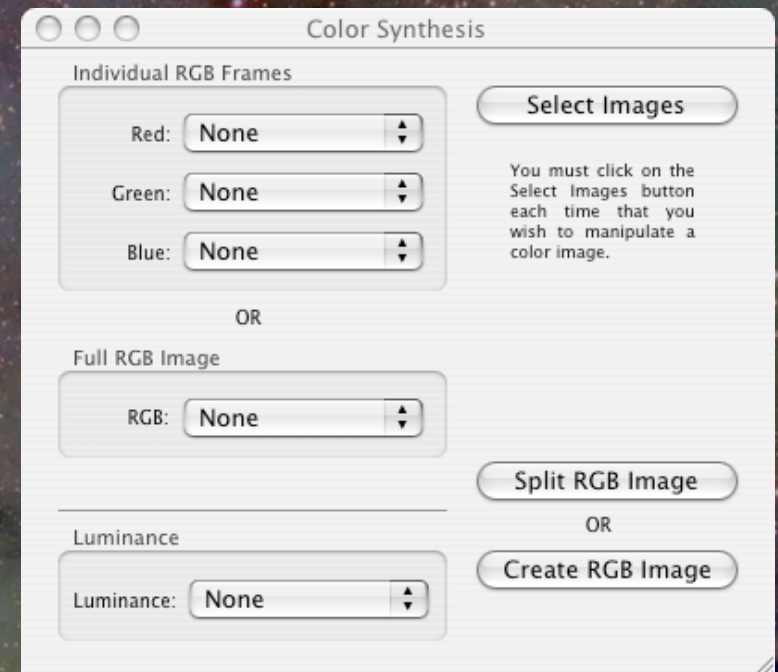 Color Synthesis
Individual RGB Frames
Red: None
Green: None
Blue: None
OR
Full RGB Image
RGB: None
Luminance
Luminance: None
Select Images
You must click on the
Select Images button
each time that you
wish to manipulate a
color image.
Split RGB Image
OR
Create RGB Image